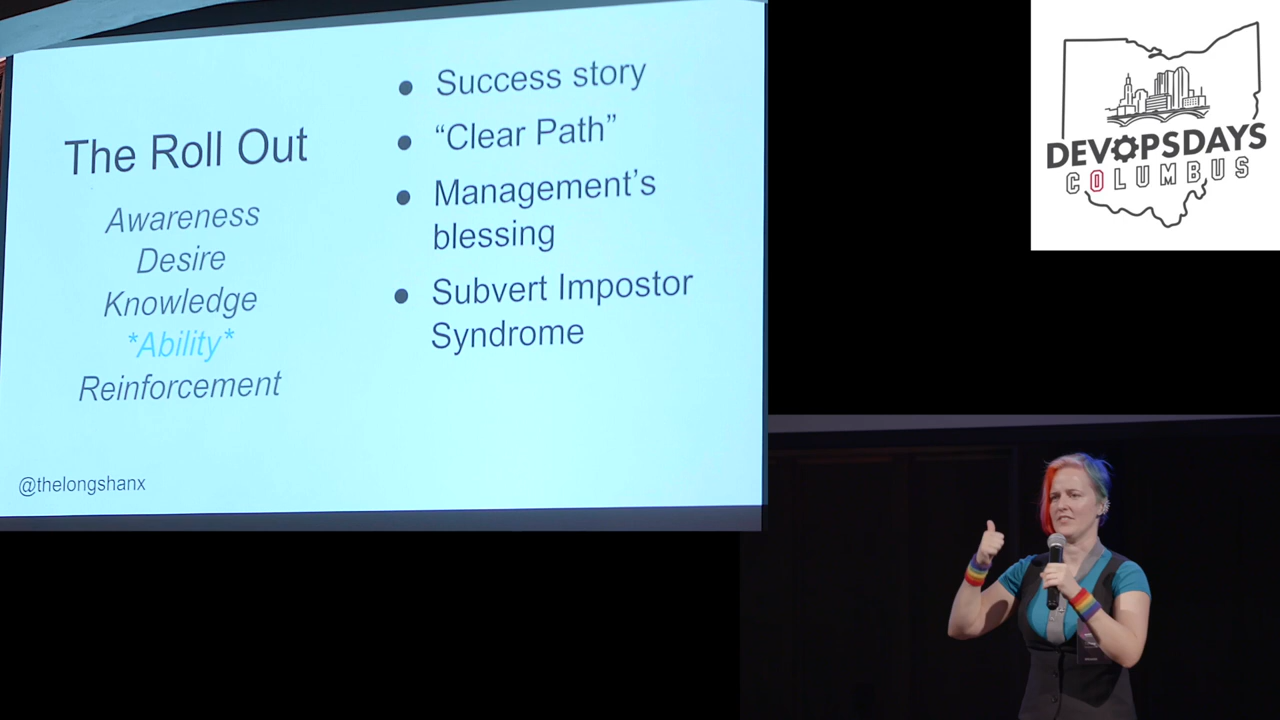 The Roll Out
Awareness
Desire
Knowledge
*Ability*
Reinforcement
@thelongshanx
● Success story
● “Clear Path”
● Management’s
blessing
● Subvert Impostor
Syndrome
DEVOPSDAYS
COLUMBUS